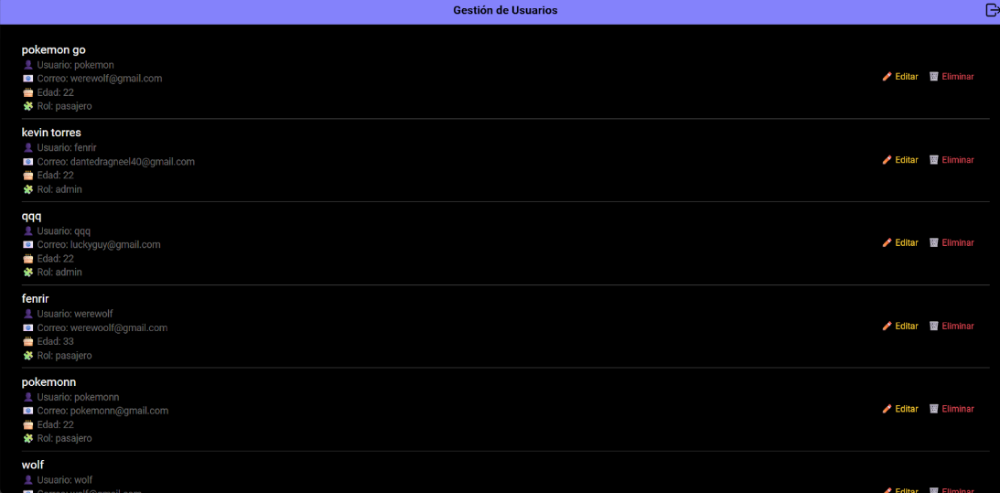 Gestión de Usuarios
pokemon go
Usuario: pokemon
Correo: werewolf@gmail.com
Edad: 22
Rol: pasajero
Editar Eliminar
kevin torres
Usuario: fenrir
Correo: dantedragneel40@gmail.com
Edad: 22
Rol: admin
Editar Eliminar
qqq
Usuario: qqq
Correo: luckyguy@gmail.com
Edad: 22
Rol: admin
Editar Eliminar
fenrir
Usuario: werewolf
Correo: werewoolf@gmail.com
Edad: 33
Rol: pasajero
Editar Eliminar
pokemonn
Usuario: pokemonn
Correo: pokemonn@gmail.com
Edad: 22
Rol: pasajero
Editar Eliminar
wolf
Usuario: wolf
Correo: wolf@gmail.com
Editar Eliminar